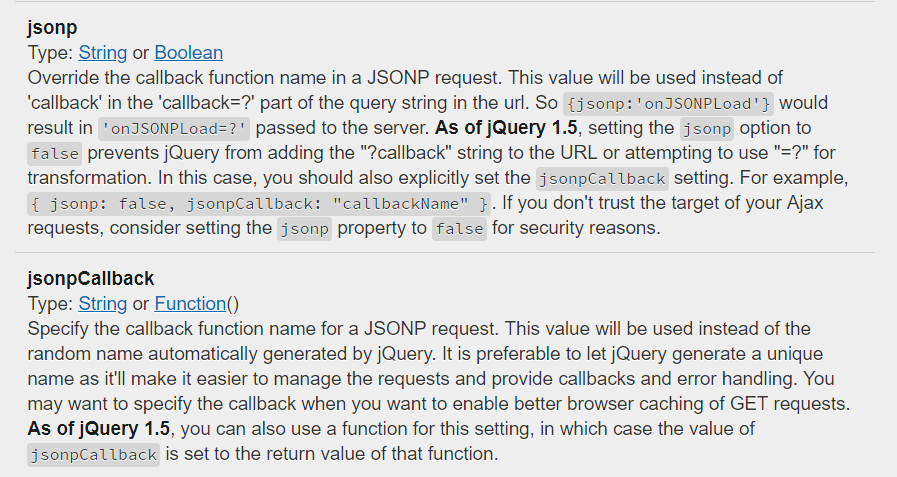 jsonp
Type: String or Boolean
Override the callback function name in a JSONP request. This value will be used instead of
'callback' in the 'callback=?' part of the query string in the url. So {jsonp:'onJSONPLoad'} would
result in 'onJSONPLoad=?' passed to the server. As of jQuery 1.5, setting the jsonp option to
false prevents jQuery from adding the "?callback" string to the URL or attempting to use "=?" for
transformation. In this case, you should also explicitly set the jsonpCallback setting. For example,
{ jsonp: false, jsonpCallback: "callbackName" }. If you don't trust the target of your Ajax
requests, consider setting the jsonp property to false for security reasons.
jsonpCallback
Type: String or Function()
Specify the callback function name for a JSONP request. This value will be used instead of the
random name automatically generated by jQuery. It is preferable to let jQuery generate a unique
name as it'll make it easier to manage the requests and provide callbacks and error handling. You
may want to specify the callback when you want to enable better browser caching of GET requests.
As of jQuery 1.5, you can also use a function for this setting, in which case the value of
jsonpCallback is set to the return value of that function.